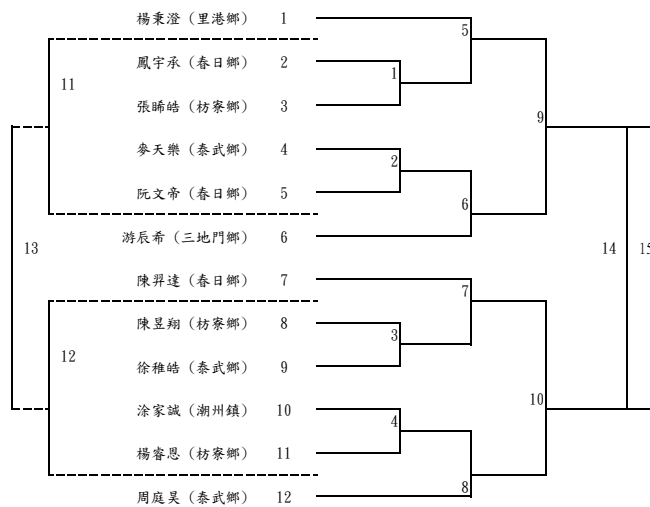 楊秉澄 (里港鄉) 1
5
鳳宇承 (春日鄉) 2
1
11
張睎皓 (枋寮鄉) 3
9
麥天樂 (泰武鄉) 4
2
阮文帝 (春日鄉) 5
6
游辰希 (三地門鄉) 6
13
14
15
陳羿達 (春日鄉) 7
7
陳昱翔 (枋寮鄉) 8
3
12
徐稚皓 (泰武鄉) 9
10
涂家誠 (潮州鎮) 10
4
楊睿恩 (枋寮鄉) 11
8
周庭昊 (泰武鄉) 12